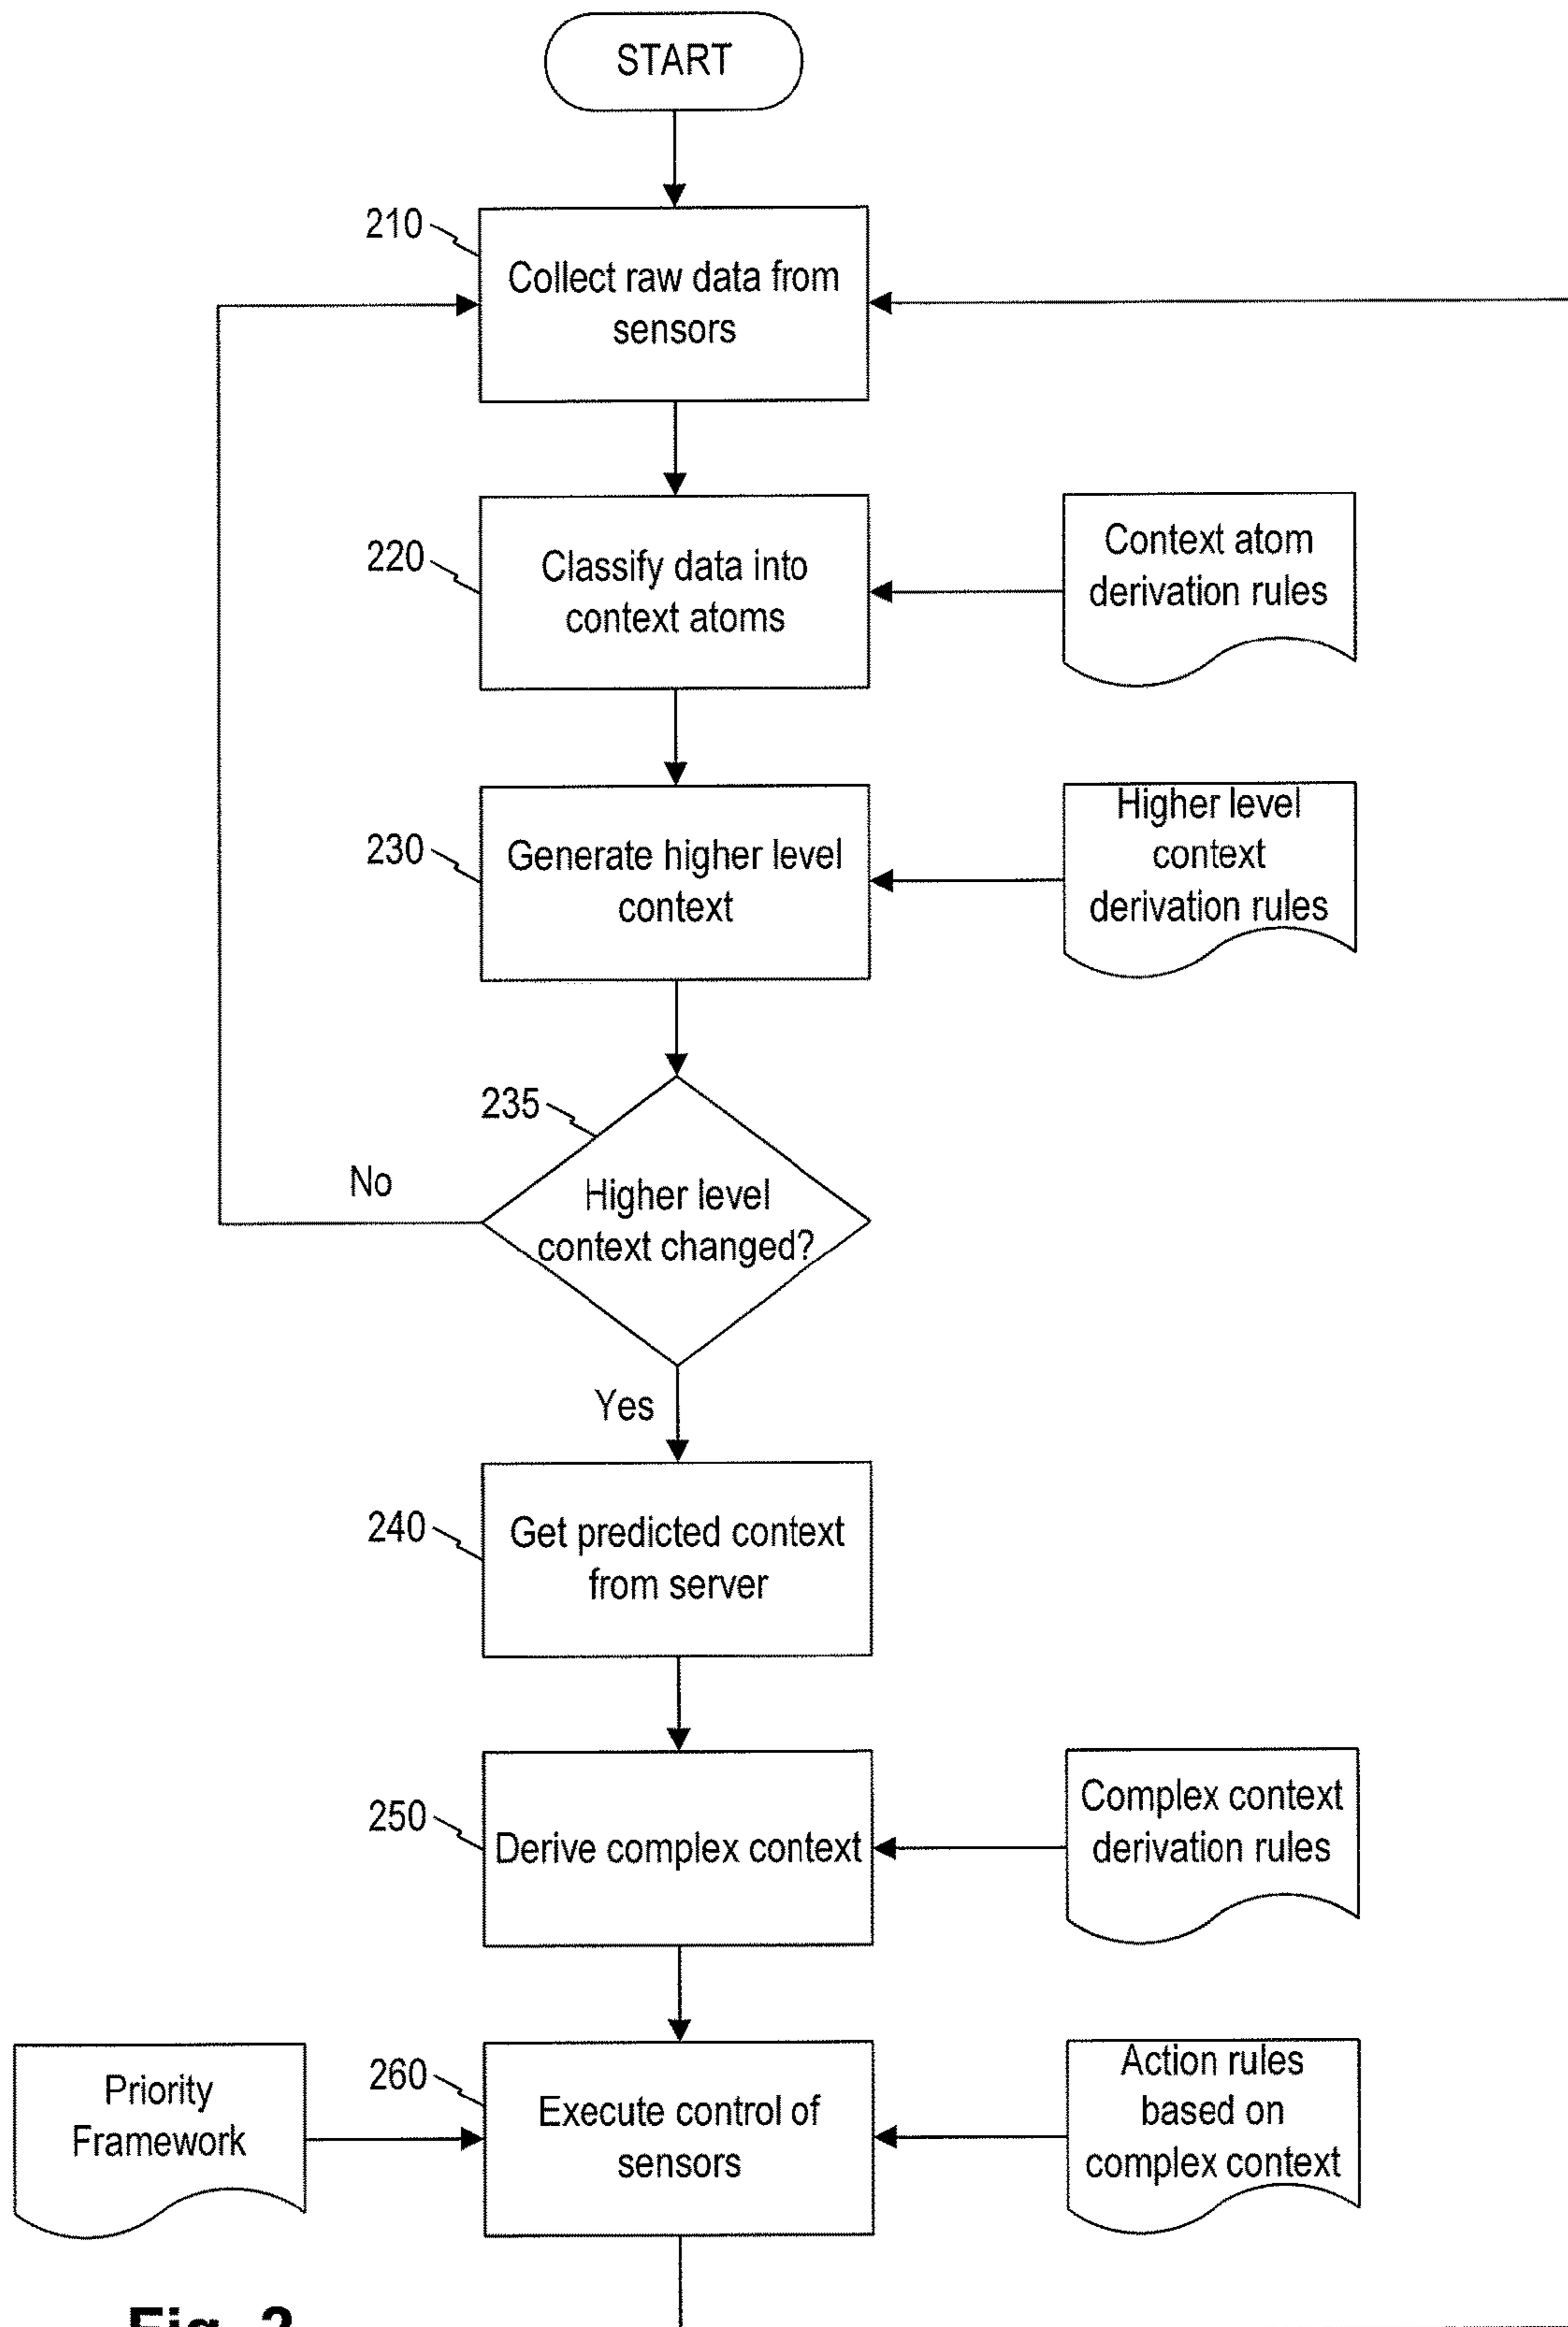 START
210
Collect raw data from
sensors
220
Classify data into
context atoms
Context atom
derivation rules
230
Generate higher level
context
Higher level
context
derivation rules
235
Higher level
context changed?
No
Yes
240
Get predicted context
from server
250
Derive complex context
Complex context
derivation rules
Priority
Framework
260
Execute control of
sensors
Action rules
based on
complex context
Fig. 2